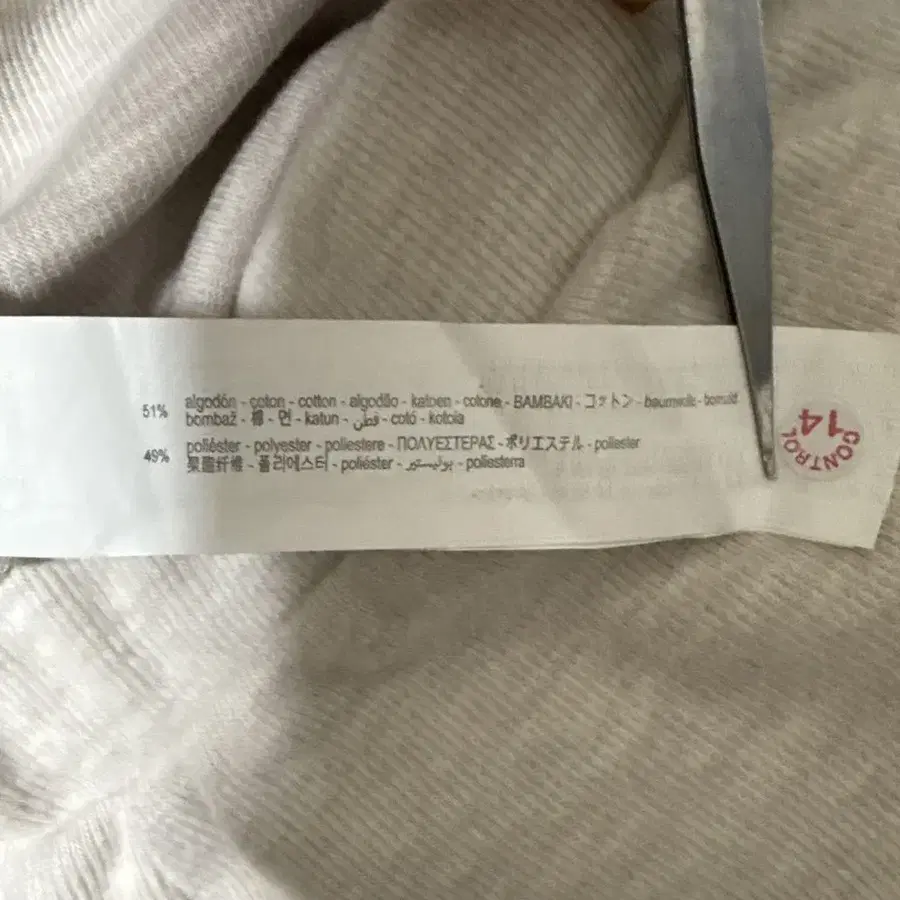 51% algodón - coton - cotton - algodão - katoen - cotone - BAMBAKI - コットン - baumwolle - bomuld
bombaž - 棉 - 면 - katun - قطن - cotó - kotoia
49% poliéster - polyester - poliestere - ΠΟΛΥΕΣΤΕΡΑΣ - ポリエステル - poliester
聚酯纤维 - 폴리에스터 - poliéster - بوليستور - poliesterra
CONTROL
14